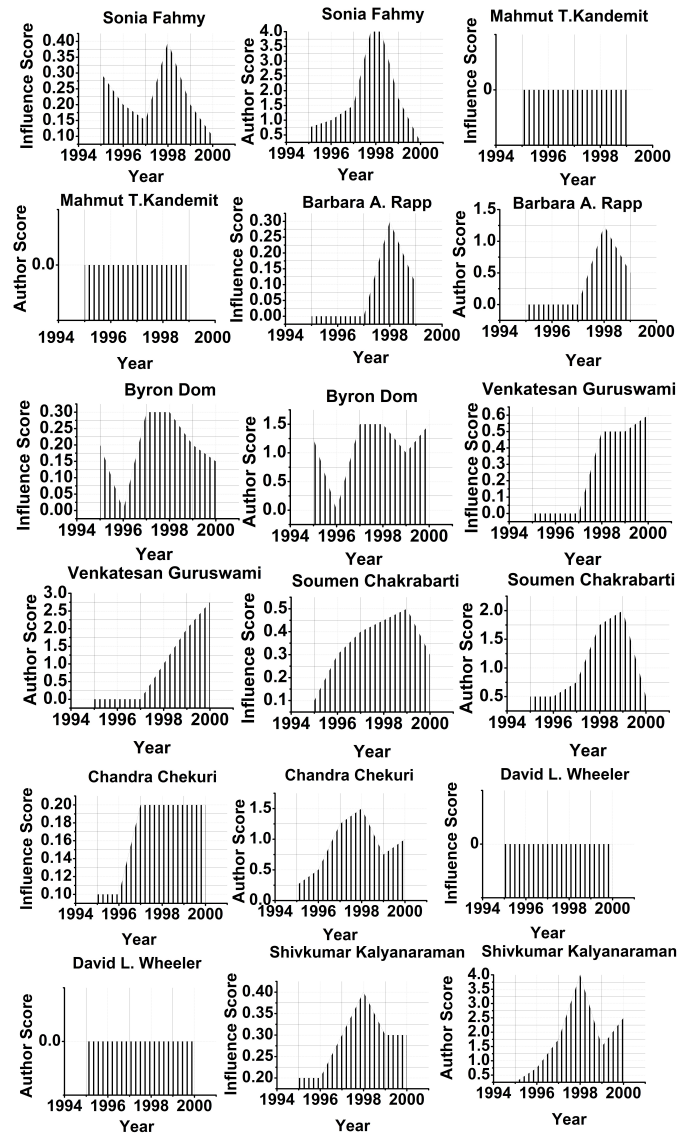 Sonia Fahmy
Influence Score
0.40
0.35
0.30
0.25
0.20
0.15
0.10
1994 1996 1998 2000
Year
Sonia Fahmy
Author Score
4.0
3.5
3.0
2.5
2.0
1.5
1.0
0.5
1994 1996 1998 2000
Year
Mahmut T.Kandemit
Influence Score
0
1994 1996 1998 2000
Year
Mahmut T.Kandemit
Author Score
0.0
1994 1996 1998 2000
Year
Barbara A. Rapp
Influence Score
0.30
0.25
0.20
0.15
0.10
0.05
0.00
1994 1996 1998 2000
Year
Barbara A. Rapp
Author Score
1.5
1.0
0.5
0.0
1994 1996 1998 2000
Year
Byron Dom
Influence Score
0.30
0.25
0.20
0.15
0.10
0.05
0.00
1994 1996 1998 2000
Year
Byron Dom
Author Score
1.5
1.0
0.5
0.0
1994 1996 1998 2000
Year
Venkatesan Guruswami
Influence Score
0.6
0.5
0.4
0.3
0.2
0.1
0.0
1994 1996 1998 2000
Year
Venkatesan Guruswami
Author Score
3.0
2.5
2.0
1.5
1.0
0.5
0.0
1994 1996 1998 2000
Year
Soumen Chakrabarti
Influence Score
0.5
0.4
0.3
0.2
0.1
1994 1996 1998 2000
Year
Soumen Chakrabarti
Author Score
2.0
1.5
1.0
0.5
1994 1996 1998 2000
Year
Chandra Chekuri
Influence Score
0.20
0.18
0.16
0.14
0.12
0.10
1994 1996 1998 2000
Year
Chandra Chekuri
Author Score
1.5
1.0
0.5
0.0
1994 1996 1998 2000
Year
David L. Wheeler
Influence Score
0
1994 1996 1998 2000
Year
David L. Wheeler
Author Score
0.0
1994 1996 1998 2000
Year
Shivkumar Kalyanaraman
Influence Score
0.40
0.35
0.30
0.25
0.20
1994 1996 1998 2000
Year
Shivkumar Kalyanaraman
Author Score
4.0
3.5
3.0
2.5
2.0
1.5
1.0
0.5
1994 1996 1998 2000
Year